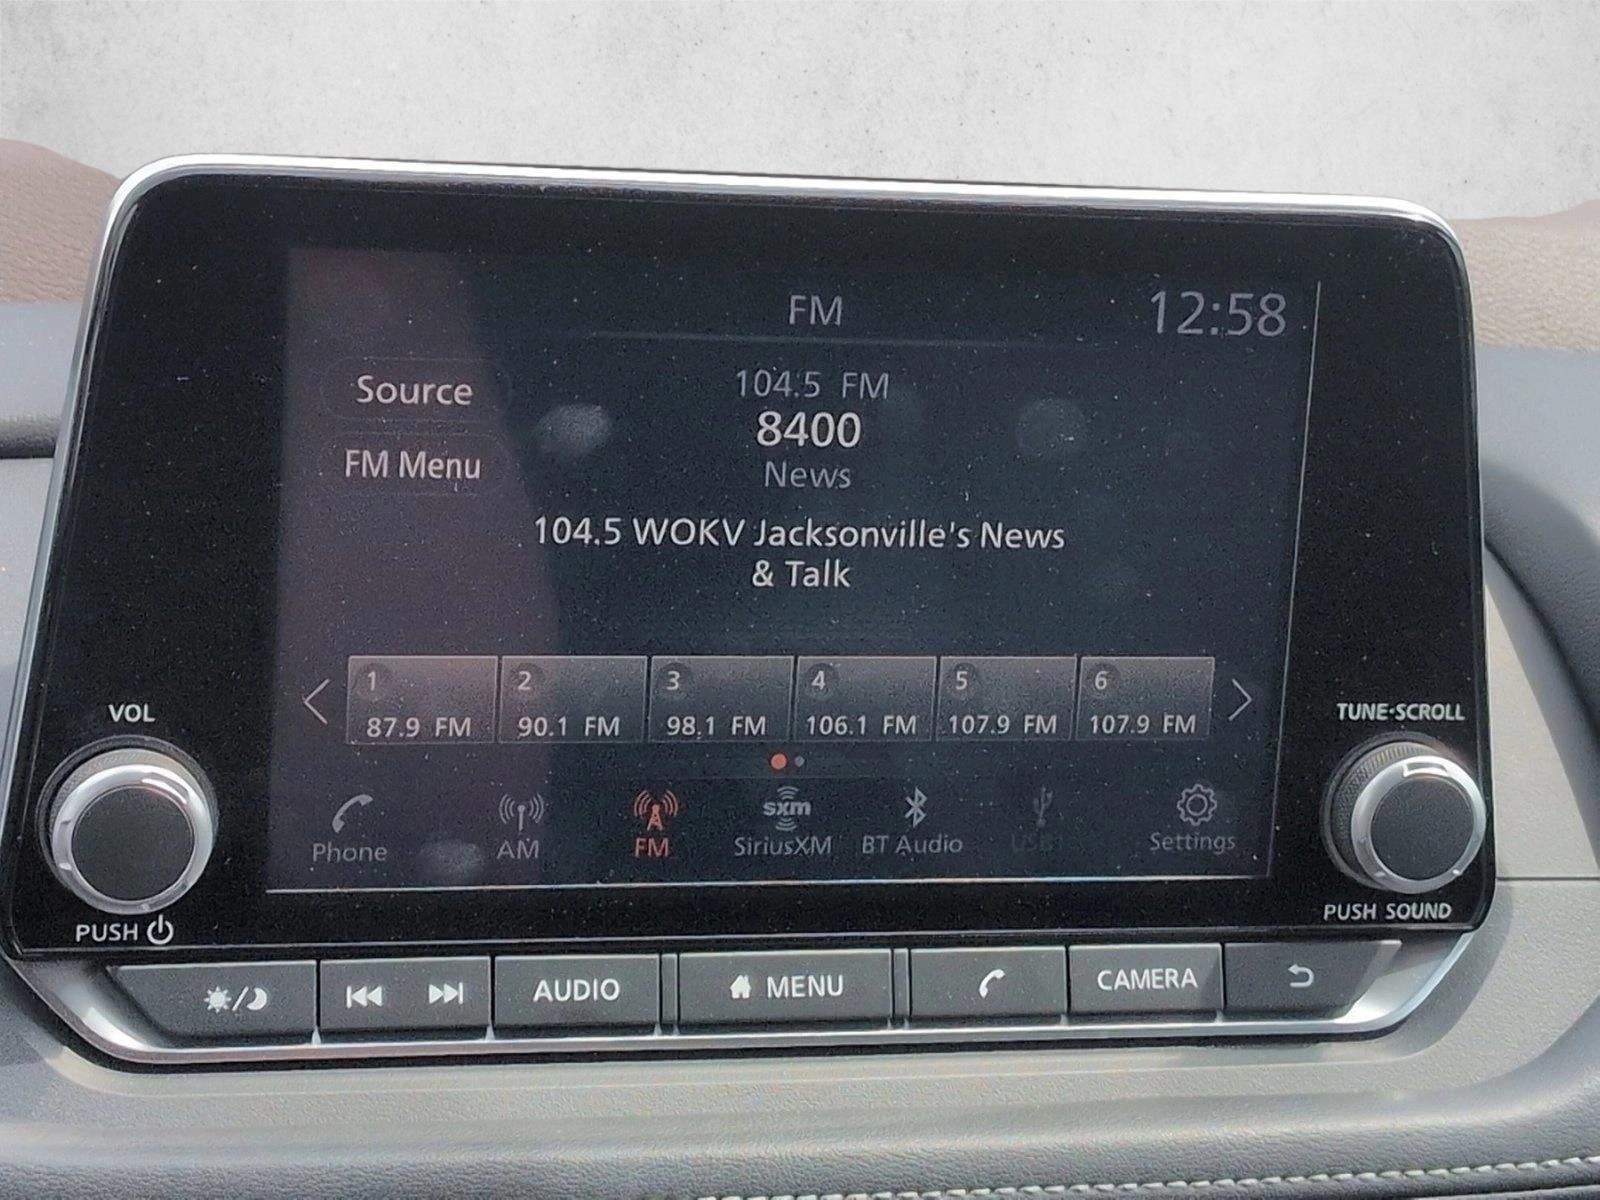 FM
12:58
Source
FM Menu
104.5 FM
8400
News
104.5 WOKV Jacksonville's News
& Talk
1
87.9 FM
2
90.1 FM
3
98.1 FM
4
106.1 FM
5
107.9 FM
6
107.9 FM
Phone
AM
FM
sxm
SiriusXM
BT Audio
USB1
Settings
VOL
PUSH
TUNE·SCROLL
PUSH SOUND
AUDIO
MENU
CAMERA